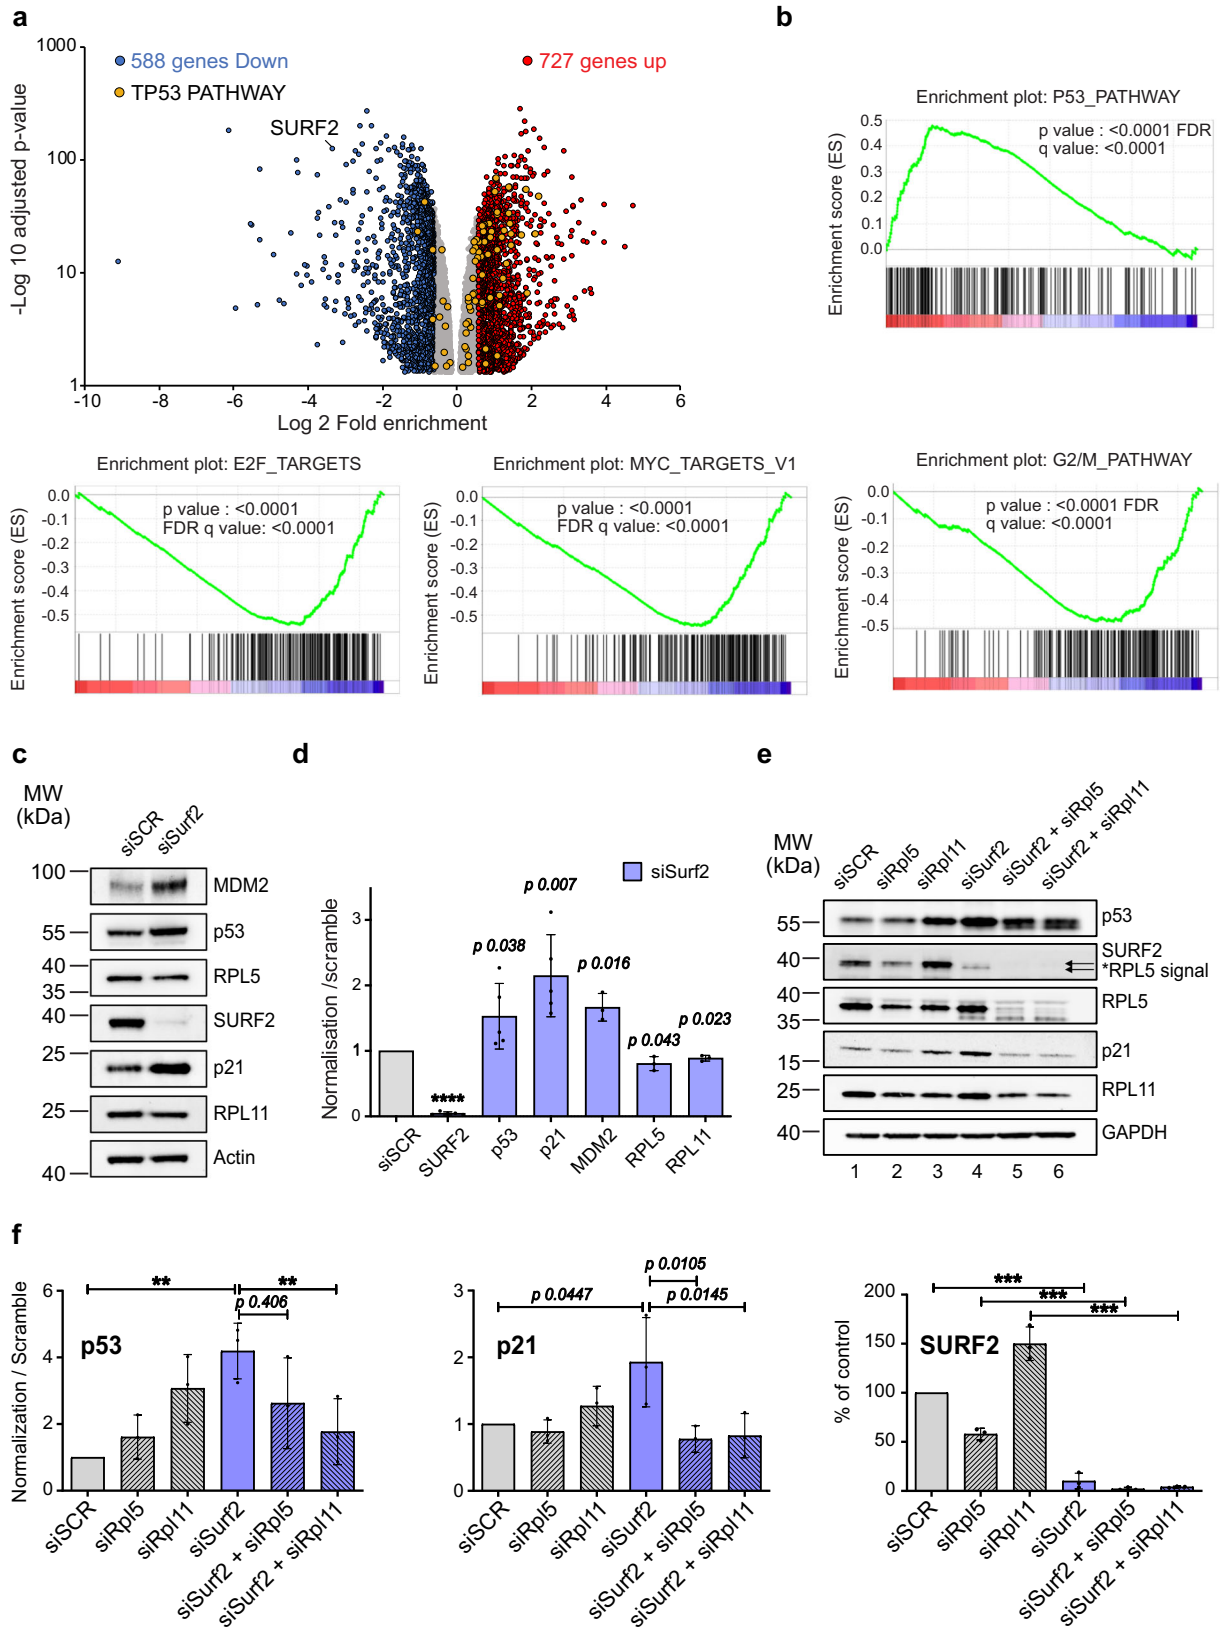 a
-Log 10 adjusted p-value
1000
100
10
1
588 genes Down
TP53 PATHWAY
727 genes up
SURF2
-10 -8 -6 -4 -2 0 2 4 6
Log 2 Fold enrichment
b
Enrichment plot: P53_PATHWAY
Enrichment score (ES)
0.5
0.4
0.3
0.2
0.1
0.0
p value : <0.0001 FDR
q value: <0.0001
Enrichment plot: E2F_TARGETS
Enrichment score (ES)
0.0
-0.1
-0.2
-0.3
-0.4
-0.5
p value : <0.0001
FDR q value: <0.0001
Enrichment plot: MYC_TARGETS_V1
Enrichment score (ES)
0.0
-0.1
-0.2
-0.3
-0.4
-0.5
p value : <0.0001
FDR q value: <0.0001
Enrichment plot: G2/M_PATHWAY
Enrichment score (ES)
0.0
-0.1
-0.2
-0.3
-0.4
-0.5
p value : <0.0001 FDR
q value: <0.0001
c
MW
(kDa)
siSCR
siSurf2
100
MDM2
55
p53
40
35
RPL5
40
SURF2
25
p21
25
RPL11
40
Actin
d
siSurf2
Normalisation /scramble
3
2
1
0
****
p 0.038
p 0.007
p 0.016
p 0.043
p 0.023
siSCR
SURF2
p53
p21
MDM2
RPL5
RPL11
e
MW
(kDa)
siSCR
siRpl5
siRpl11
siSurf2
siSurf2 + siRpl5
siSurf2 + siRpl11
55
p53
40
SURF2
*RPL5 signal
40
35
RPL5
15
p21
25
RPL11
40
GAPDH
1 2 3 4 5 6
f
Normalization / Scramble
6
4
2
0
p53
**
**
p 0.406
siSCR
siRpl5
siRpl11
siSurf2
siSurf2 + siRpl5
siSurf2 + siRpl11
3
2
1
0
p21
p 0.0105
p 0.0447
p 0.0145
siSCR
siRpl5
siRpl11
siSurf2
siSurf2 + siRpl5
siSurf2 + siRpl11
% of control
200
150
100
50
0
SURF2
***
***
***
siSCR
siRpl5
siRpl11
siSurf2
siSurf2 + siRpl5
siSurf2 + siRpl11